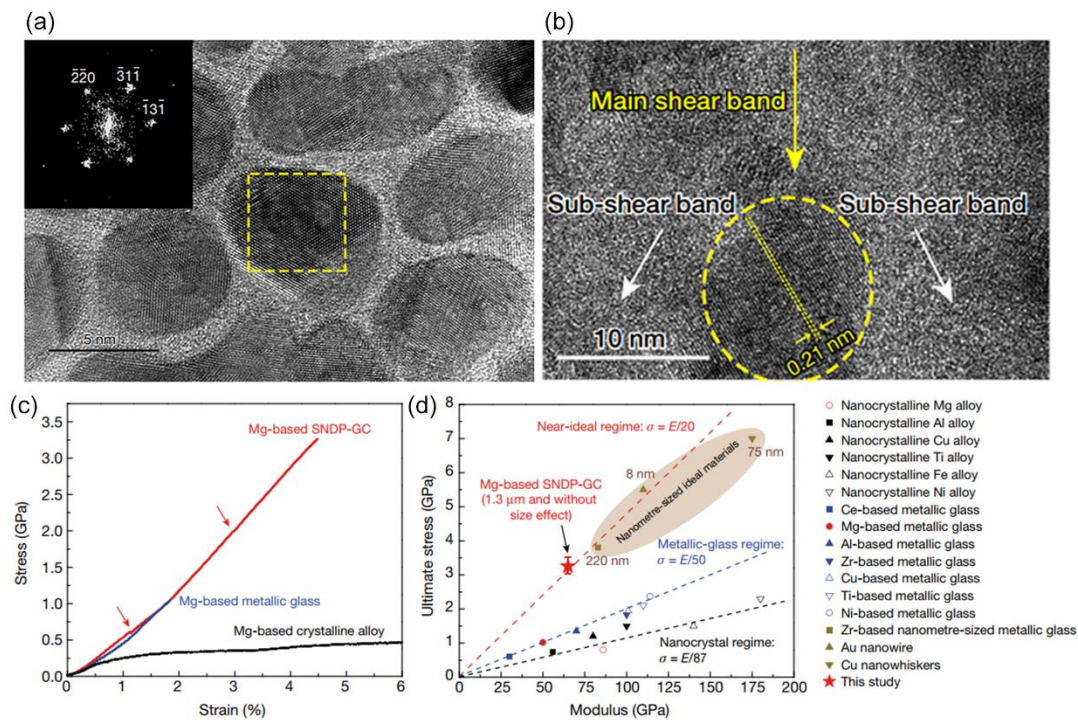 (a)
2̄2̄0
3̄11̄
1̄31̄
5 nm
(b)
Main shear band
Sub-shear band
Sub-shear band
10 nm
0.21 nm
(c)
Stress (GPa)
3.5
3.0
2.5
2.0
1.5
1.0
0.5
0
Mg-based SNDP-GC
Mg-based metallic glass
Mg-based crystalline alloy
0
1
2
3
4
5
6
Strain (%)
(d)
Ultimate stress (GPa)
8
7
6
5
4
3
2
1
0
Near-ideal regime: σ = E/20
75 nm
8 nm
Mg-based SNDP-GC
(1.3 μm and without
size effect)
Nanometre-sized ideal materials
220 nm
Metallic-glass regime:
σ = E/50
Nanocrystal regime:
σ = E/87
0
20
40
60
80
100
120
140
160
180
200
Modulus (GPa)
Nanocrystalline Mg alloy
Nanocrystalline Al alloy
Nanocrystalline Cu alloy
Nanocrystalline Ti alloy
Nanocrystalline Fe alloy
Nanocrystalline Ni alloy
Ce-based metallic glass
Mg-based metallic glass
Al-based metallic glass
Zr-based metallic glass
Cu-based metallic glass
Ti-based metallic glass
Ni-based metallic glass
Zr-based nanometre-sized metallic glass
Au nanowire
Cu nanowhiskers
This study